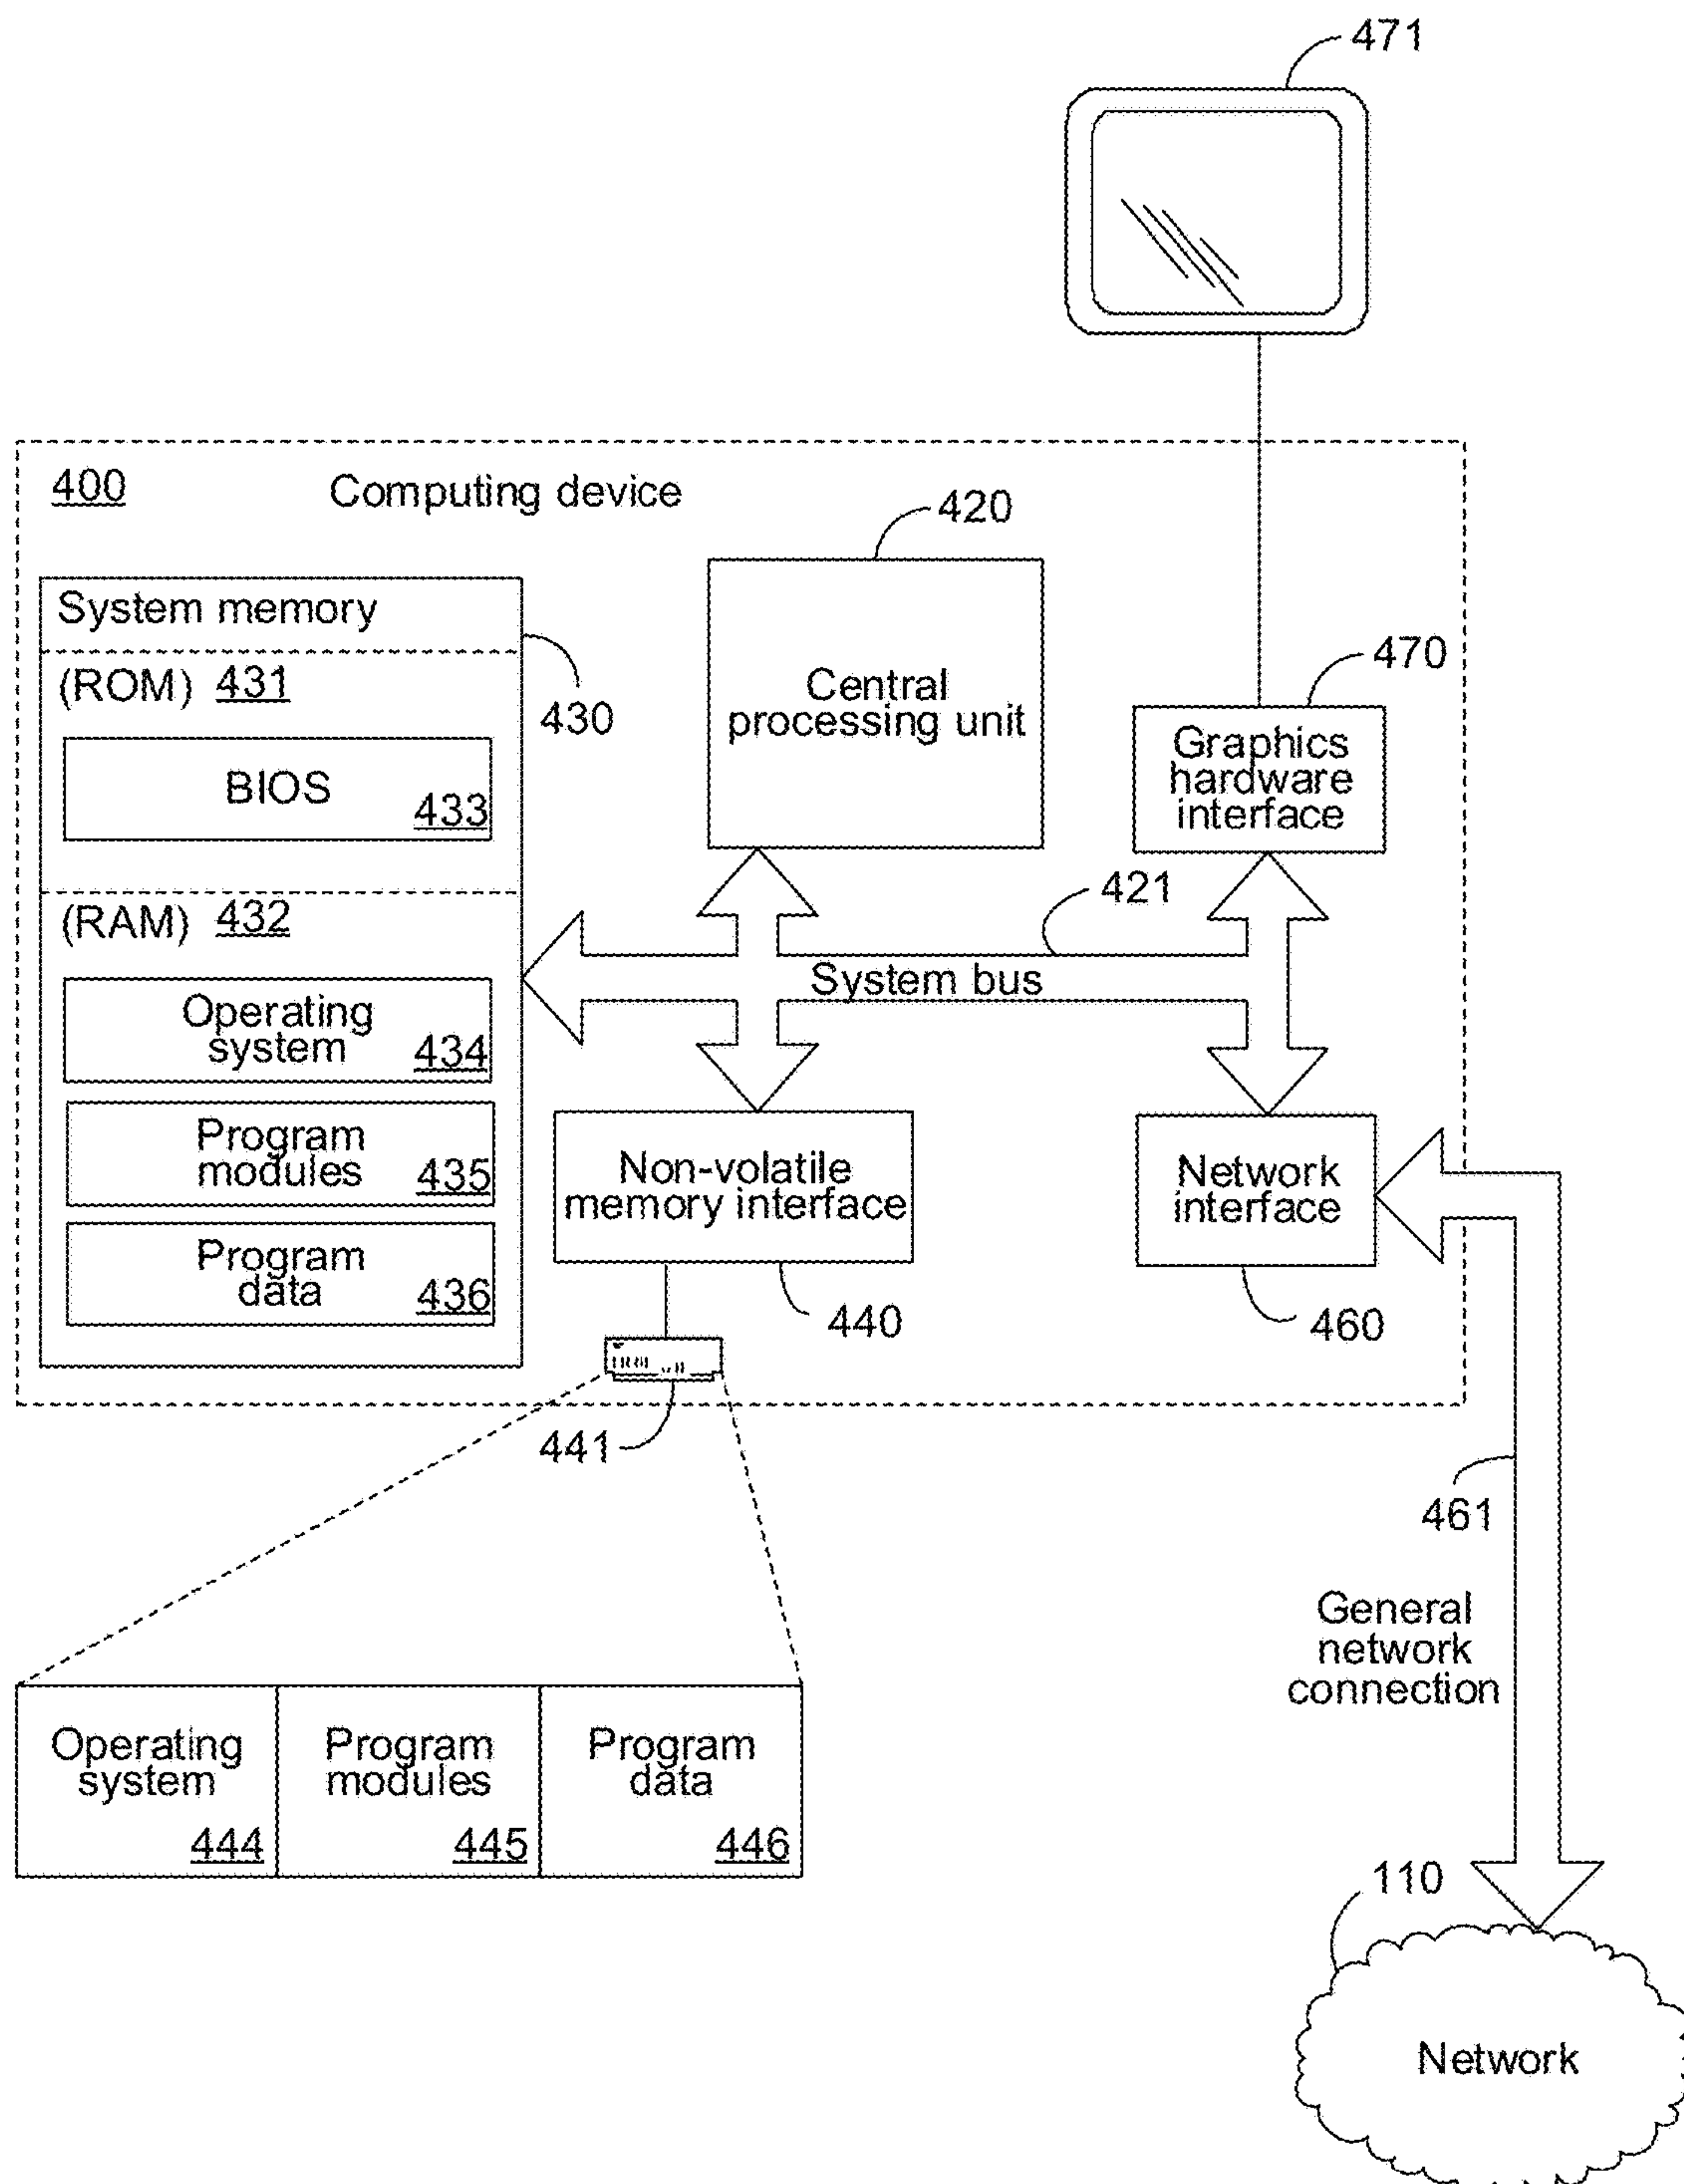 471
400
Computing device
420
System memory
(ROM) 431
430
BIOS
433
Central
processing unit
470
Graphics
hardware
interface
(RAM) 432
421
System bus
Operating
system
434
Program
modules
435
Program
data
436
Non-volatile
memory interface
440
Network
interface
460
441
461
General
network
connection
Operating
system
444
Program
modules
445
Program
data
446
110
Network